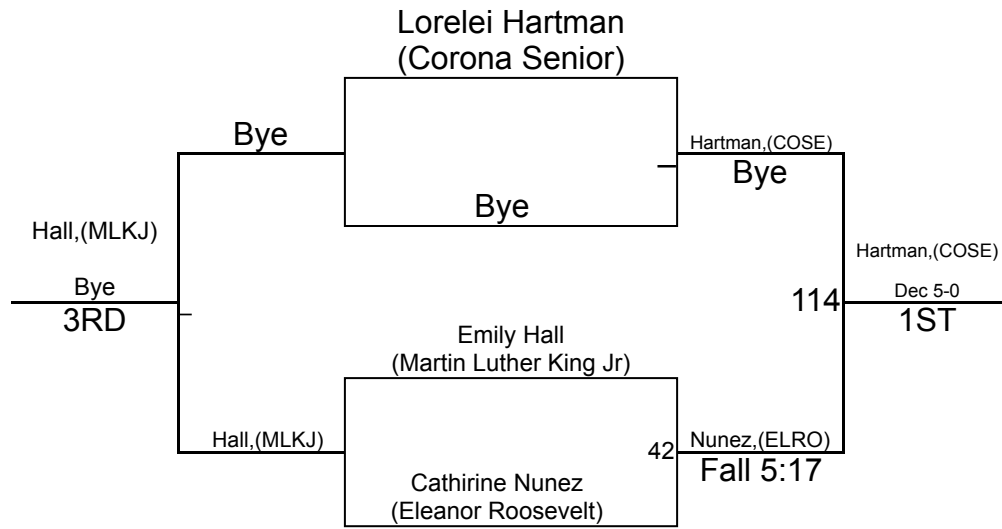 Lorelei Hartman
(Corona Senior)
Bye
Hartman,(COSE)
Bye
Bye
Hall,(MLKJ)
Hartman,(COSE)
Bye
114
Dec 5-0
3RD
1ST
Emily Hall
(Martin Luther King Jr)
Hall,(MLKJ)
42
Nunez,(ELRO)
Fall 5:17
Cathirine Nunez
(Eleanor Roosevelt)